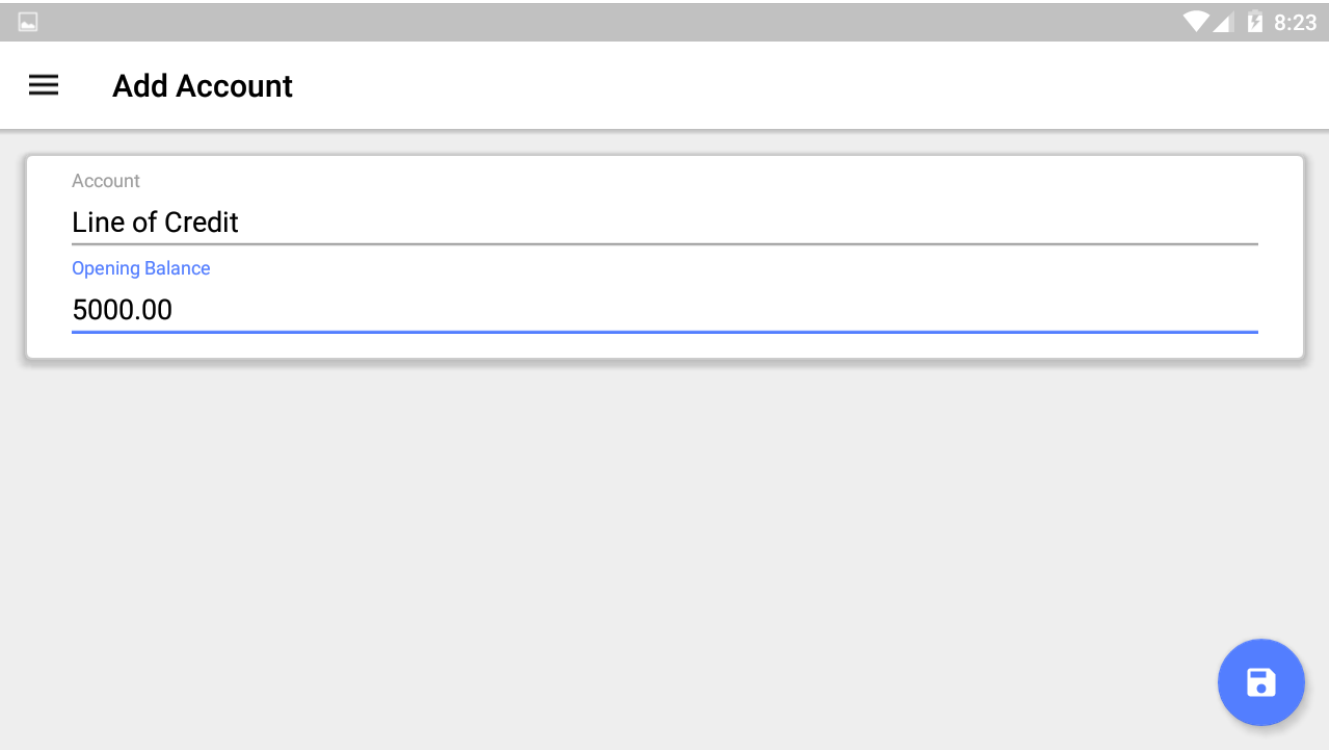 8:23
Add Account
Account
Line of Credit
Opening Balance
5000.00